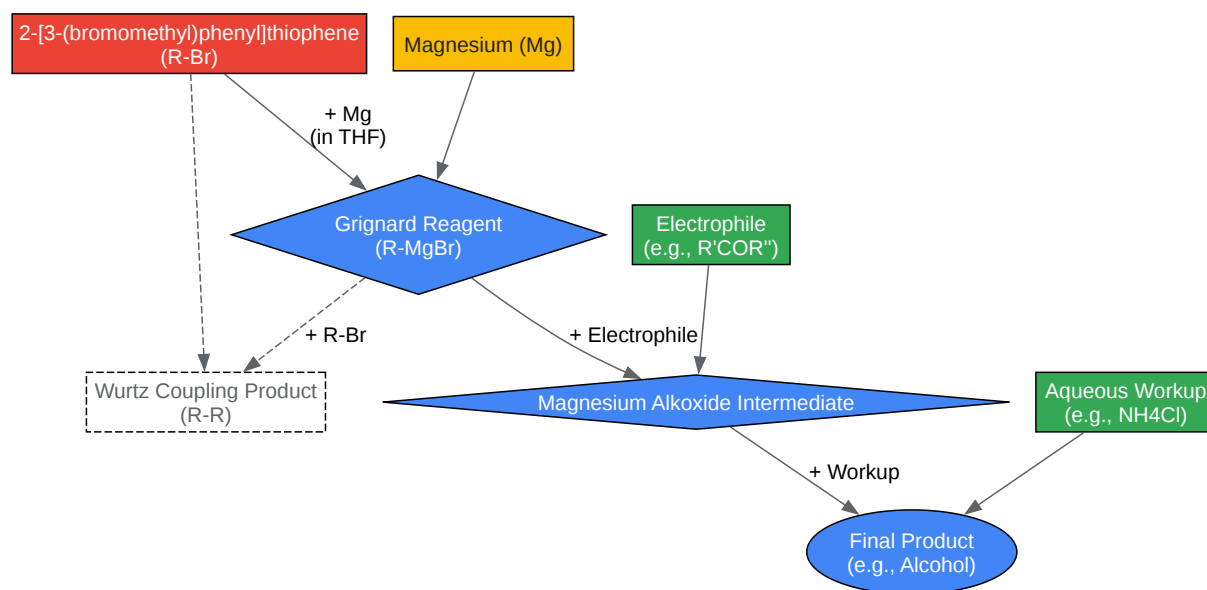 2-[3-(bromomethyl)phenyl]thiophene
(R-Br)
Magnesium (Mg)
+ Mg
(in THF)
Grignard Reagent
(R-MgBr)
Electrophile
(e.g., R'COR'')
+ R-Br
+ Electrophile
Wurtz Coupling Product
(R-R)
Magnesium Alkoxide Intermediate
Aqueous Workup
(e.g., NH4Cl)
+ Workup
Final Product
(e.g., Alcohol)